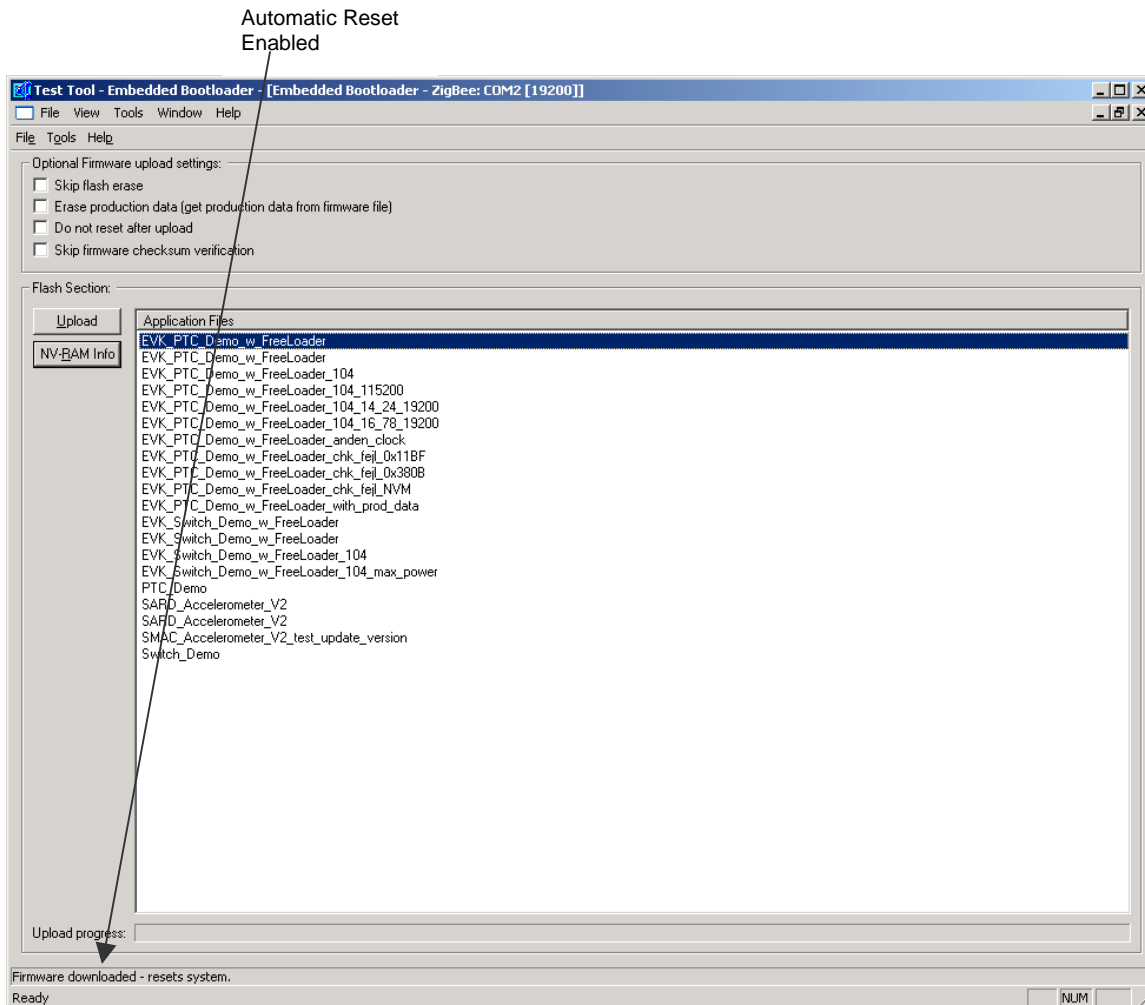 Automatic Reset
Enabled
Test Tool - Embedded Bootloader - [Embedded Bootloader - ZigBee: COM2 [19200]]
File View Tools Window Help
File Tools Help
Optional Firmware upload settings:
Skip flash erase
Erase production data (get production data from firmware file)
Do not reset after upload
Skip firmware checksum verification
Flash Section:
Upload
NV-RAM Info
Application Files
EVK_PTC_Demo_w_FreeLoader
EVK_PTC_Demo_w_FreeLoader
EVK_PTC_Demo_w_FreeLoader_104
EVK_PTC_Demo_w_FreeLoader_104_115200
EVK_PTC_Demo_w_FreeLoader_104_14_24_19200
EVK_PTC_Demo_w_FreeLoader_104_16_78_19200
EVK_PTC_Demo_w_FreeLoader_anden_clock
EVK_PTC_Demo_w_FreeLoader_chk_fejl_0x11BF
EVK_PTC_Demo_w_FreeLoader_chk_fejl_0x380B
EVK_PTC_Demo_w_FreeLoader_chk_fejl_NVM
EVK_PTC_Demo_w_FreeLoader_with_prod_data
EVK_Switch_Demo_w_FreeLoader
EVK_Switch_Demo_w_FreeLoader
EVK_Switch_Demo_w_FreeLoader_104
EVK_Switch_Demo_w_FreeLoader_104_max_power
PTC_Demo
SARD_Accelerometer_V2
SARD_Accelerometer_V2
SMAC_Accelerometer_V2_test_update_version
Switch_Demo
Upload progress:
Firmware downloaded - resets system.
Ready NUM